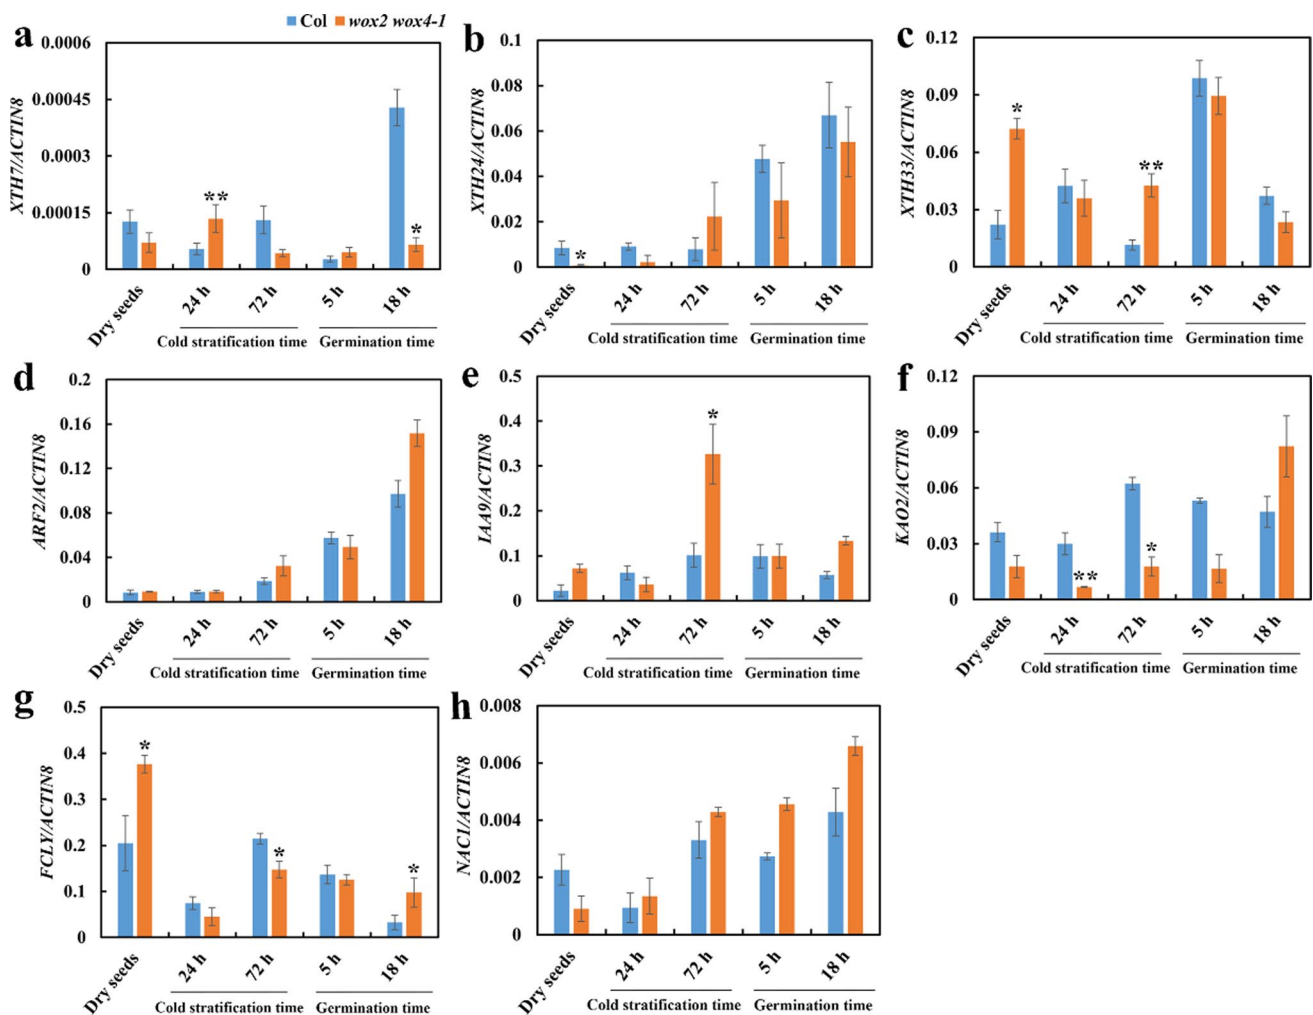 Col wox2 wox4-1
a
XTH7/ACTIN8
0.0006
0.00045
0.0003
0.00015
0
**
*
Dry seeds
24 h
72 h
5 h
18 h
Cold stratification time
Germination time
b
XTH24/ACTIN8
0.1
0.08
0.06
0.04
0.02
0
*
Dry seeds
24 h
72 h
5 h
18 h
Cold stratification time
Germination time
c
XTH33/ACTIN8
0.12
0.09
0.06
0.03
0
*
**
Dry seeds
24 h
72 h
5 h
18 h
Cold stratification time
Germination time
d
ARF2/ACTIN8
0.2
0.16
0.12
0.08
0.04
0
Dry seeds
24 h
72 h
5 h
18 h
Cold stratification time
Germination time
e
IAA9/ACTIN8
0.5
0.4
0.3
0.2
0.1
0
*
Dry seeds
24 h
72 h
5 h
18 h
Cold stratification time
Germination time
f
KAO2/ACTIN8
0.12
0.09
0.06
0.03
0
**
*
Dry seeds
24 h
72 h
5 h
18 h
Cold stratification time
Germination time
g
FCLY/ACTIN8
0.5
0.4
0.3
0.2
0.1
0
*
*
*
Dry seeds
24 h
72 h
5 h
18 h
Cold stratification time
Germination time
h
NAC1/ACTIN8
0.008
0.006
0.004
0.002
0
Dry seeds
24 h
72 h
5 h
18 h
Cold stratification time
Germination time